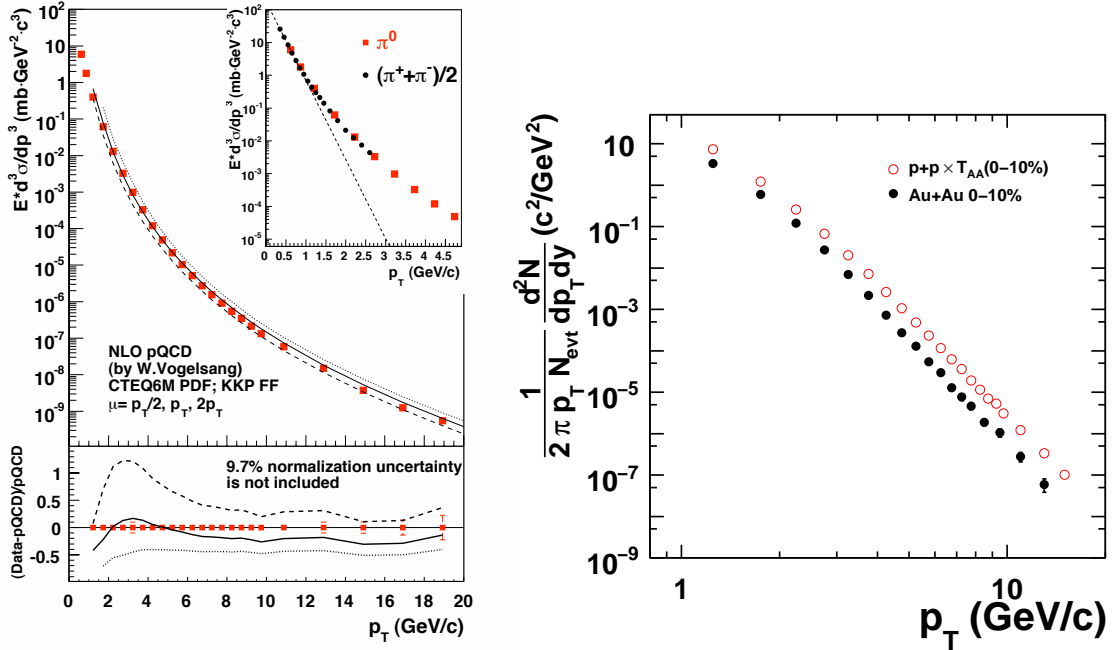 E*d³σ/dp³ (mb·GeV⁻²·c³)
10²
10
1
10⁻¹
10⁻²
10⁻³
10⁻⁴
10⁻⁵
10⁻⁶
10⁻⁷
10⁻⁸
10⁻⁹
E*d³σ/dp³ (mb·GeV⁻²·c³)
10²
10
1
10⁻¹
10⁻²
10⁻³
10⁻⁴
10⁻⁵
π⁰
(π⁺+π⁻)/2
0 0.5 1.0 1.5 2.0 2.5 3.0 3.5 4.0 4.5
p_T (GeV/c)
NLO pQCD
(by W.Vogelsang)
CTEQ6M PDF; KKP FF
μ= p_T/2, p_T, 2p_T
(Data-pQCD)/pQCD
1
0.5
0
-0.5
9.7% normalization uncertainty
is not included
0 2 4 6 8 10 12 14 16 18 20
p_T (GeV/c)
1/(2 π p_T N_evt) d²N/(dp_T dy) (c²/GeV²)
10
10⁻¹
10⁻³
10⁻⁵
10⁻⁷
10⁻⁹
p+p × T_AA(0–10%)
Au+Au 0–10%
1 10
p_T (GeV/c)